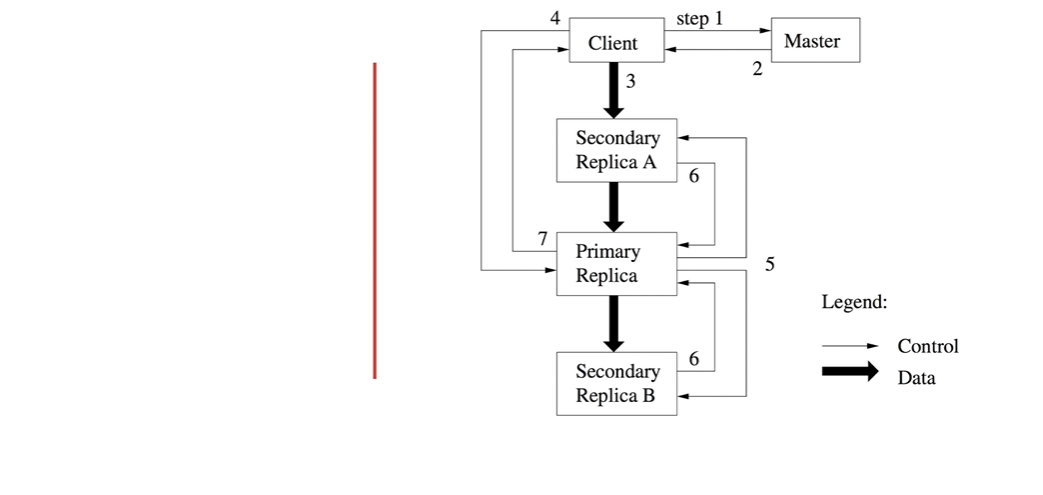 4
step 1
Client
Master
2
3
Secondary
Replica A
6
7
Primary
Replica
5
Legend:
Control
6
Secondary
Replica B
Data